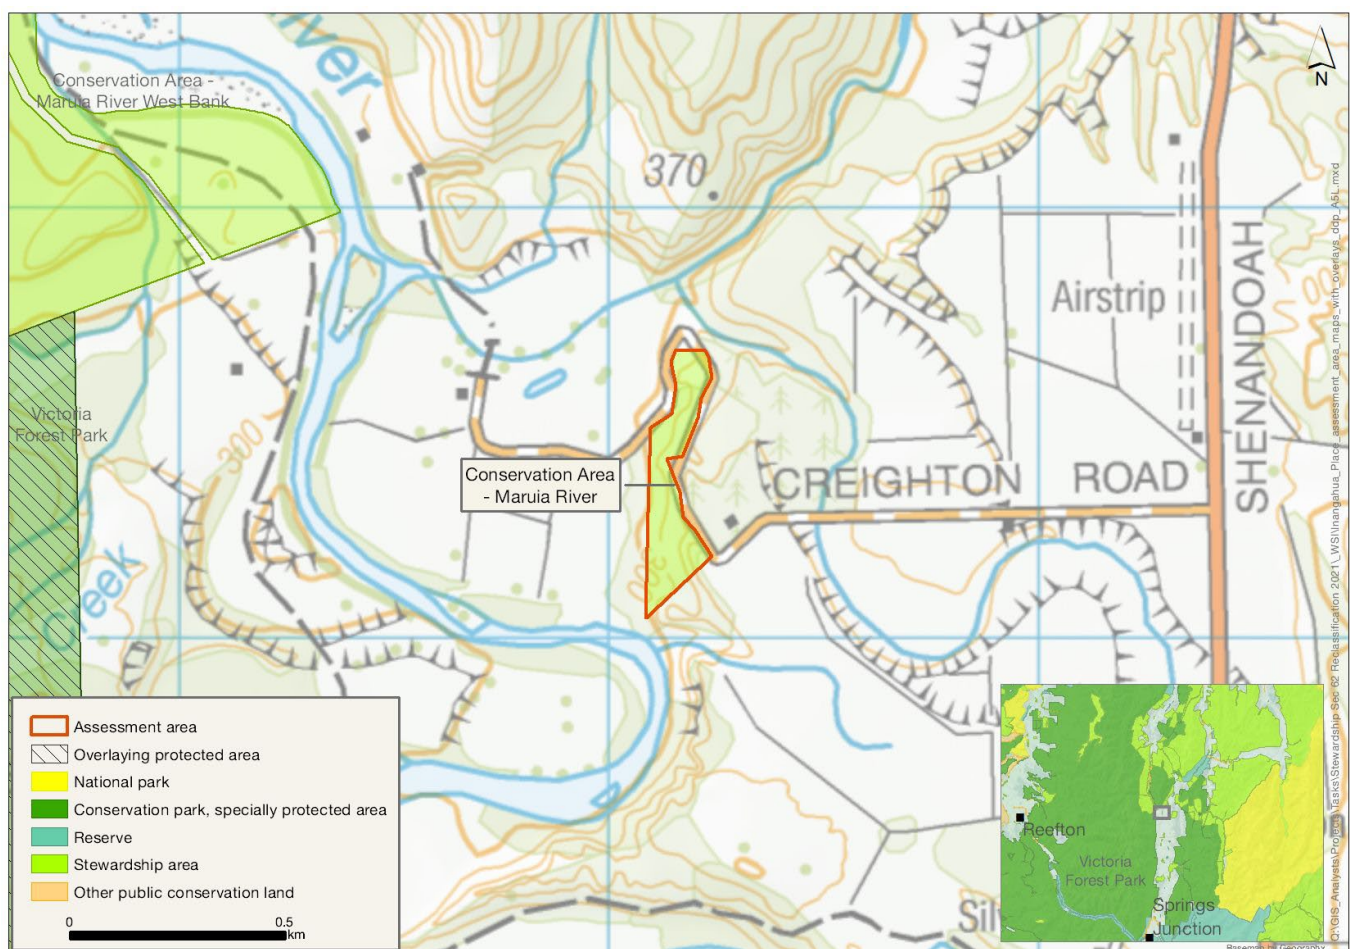 Conservation Area -
Maruia River West Bank
iver
N
370
Airstrip
SHENANDOAH
Victoria
Forest Park
300
Conservation Area
- Maruia River
CREIGHTON ROAD
Creek
Assessment area
Overlaying protected area
National park
Conservation park, specially protected area
Reserve
Stewardship area
Other public conservation land
0 0.5
km
Reefton
Victoria
Forest Park
Springs
Junction
Sil